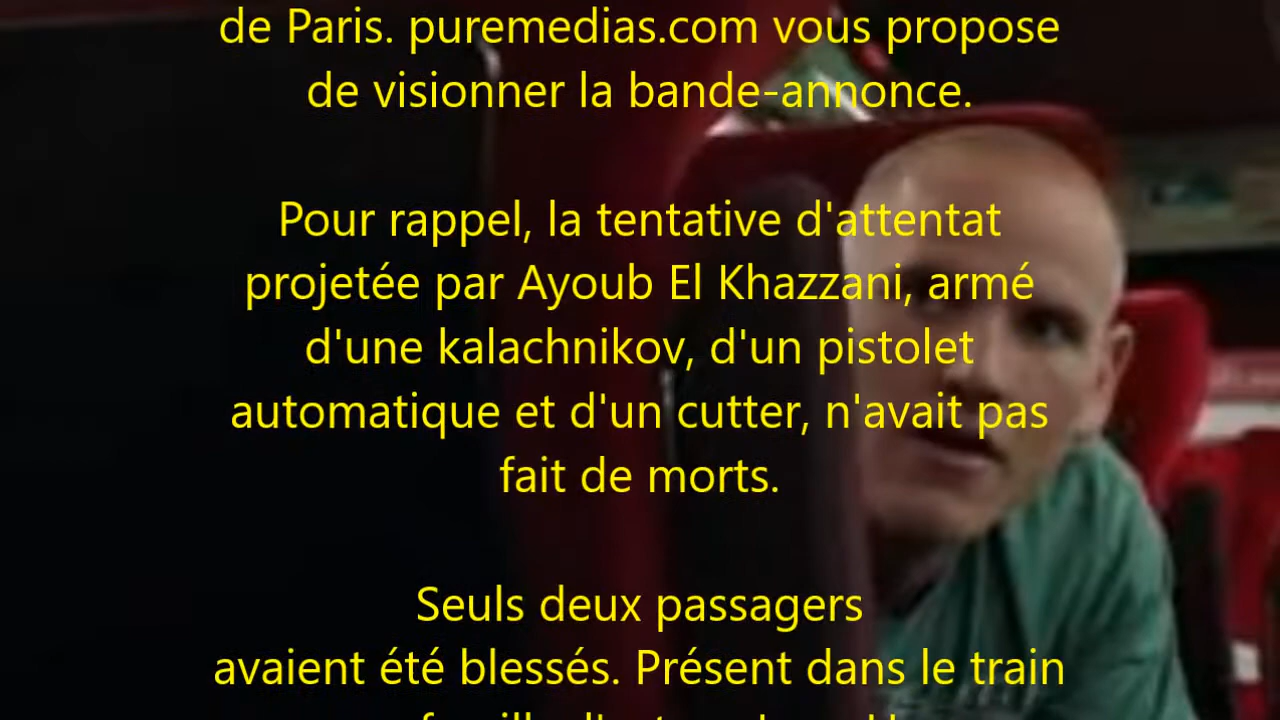 de Paris. puremedias.com vous propose
de visionner la bande-annonce.
Pour rappel, la tentative d'attentat
projetée par Ayoub El Khazzani, armé
d'une kalachnikov, d'un pistolet
automatique et d'un cutter, n'avait pas
fait de morts.
Seuls deux passagers
avaient été blessés. Présent dans le train